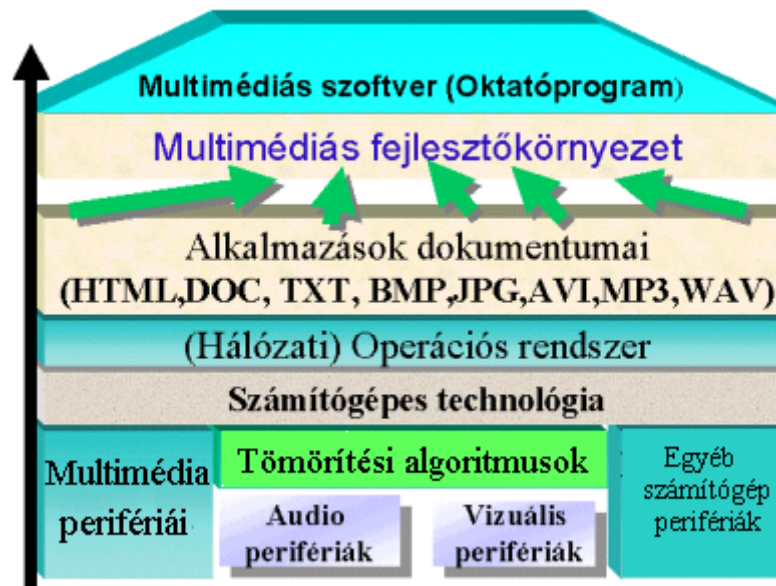 Multimédiás szoftver (Oktatóprogram)
Multimédiás fejlesztőkörnyezet
Alkalmazások dokumentumai
(HTML,DOC, TXT, BMP,JPG,AVI,MP3,WAV)
(Hálózati) Operációs rendszer
Számítógépes technológia
Multimédia
perifériái
Tömörítési algoritmusok
Audio
perifériák
Vizuális
perifériák
Egyéb
számítógép
perifériák